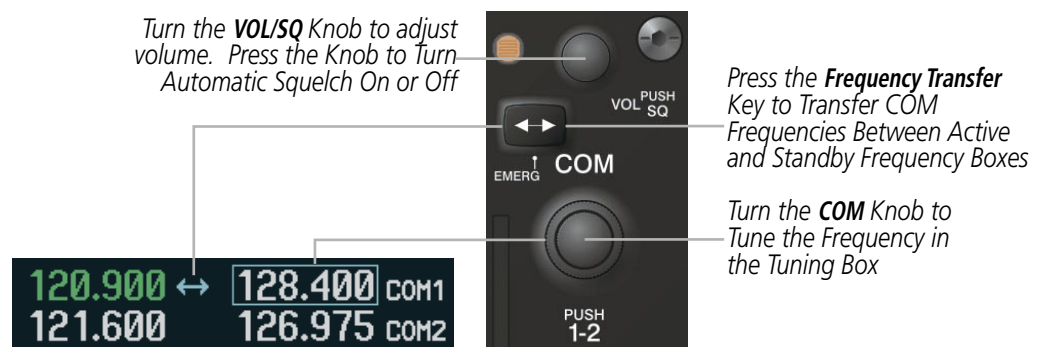 Turn the VOL/SQ Knob to adjust
volume. Press the Knob to Turn
Automatic Squelch On or Off
VOL PUSH
SQ
EMERG
COM
PUSH
1-2
Press the Frequency Transfer
Key to Transfer COM
Frequencies Between Active
and Standby Frequency Boxes
Turn the COM Knob to
Tune the Frequency in
the Tuning Box
120.900 ↔ 128.400 COM1
121.600 126.975 COM2